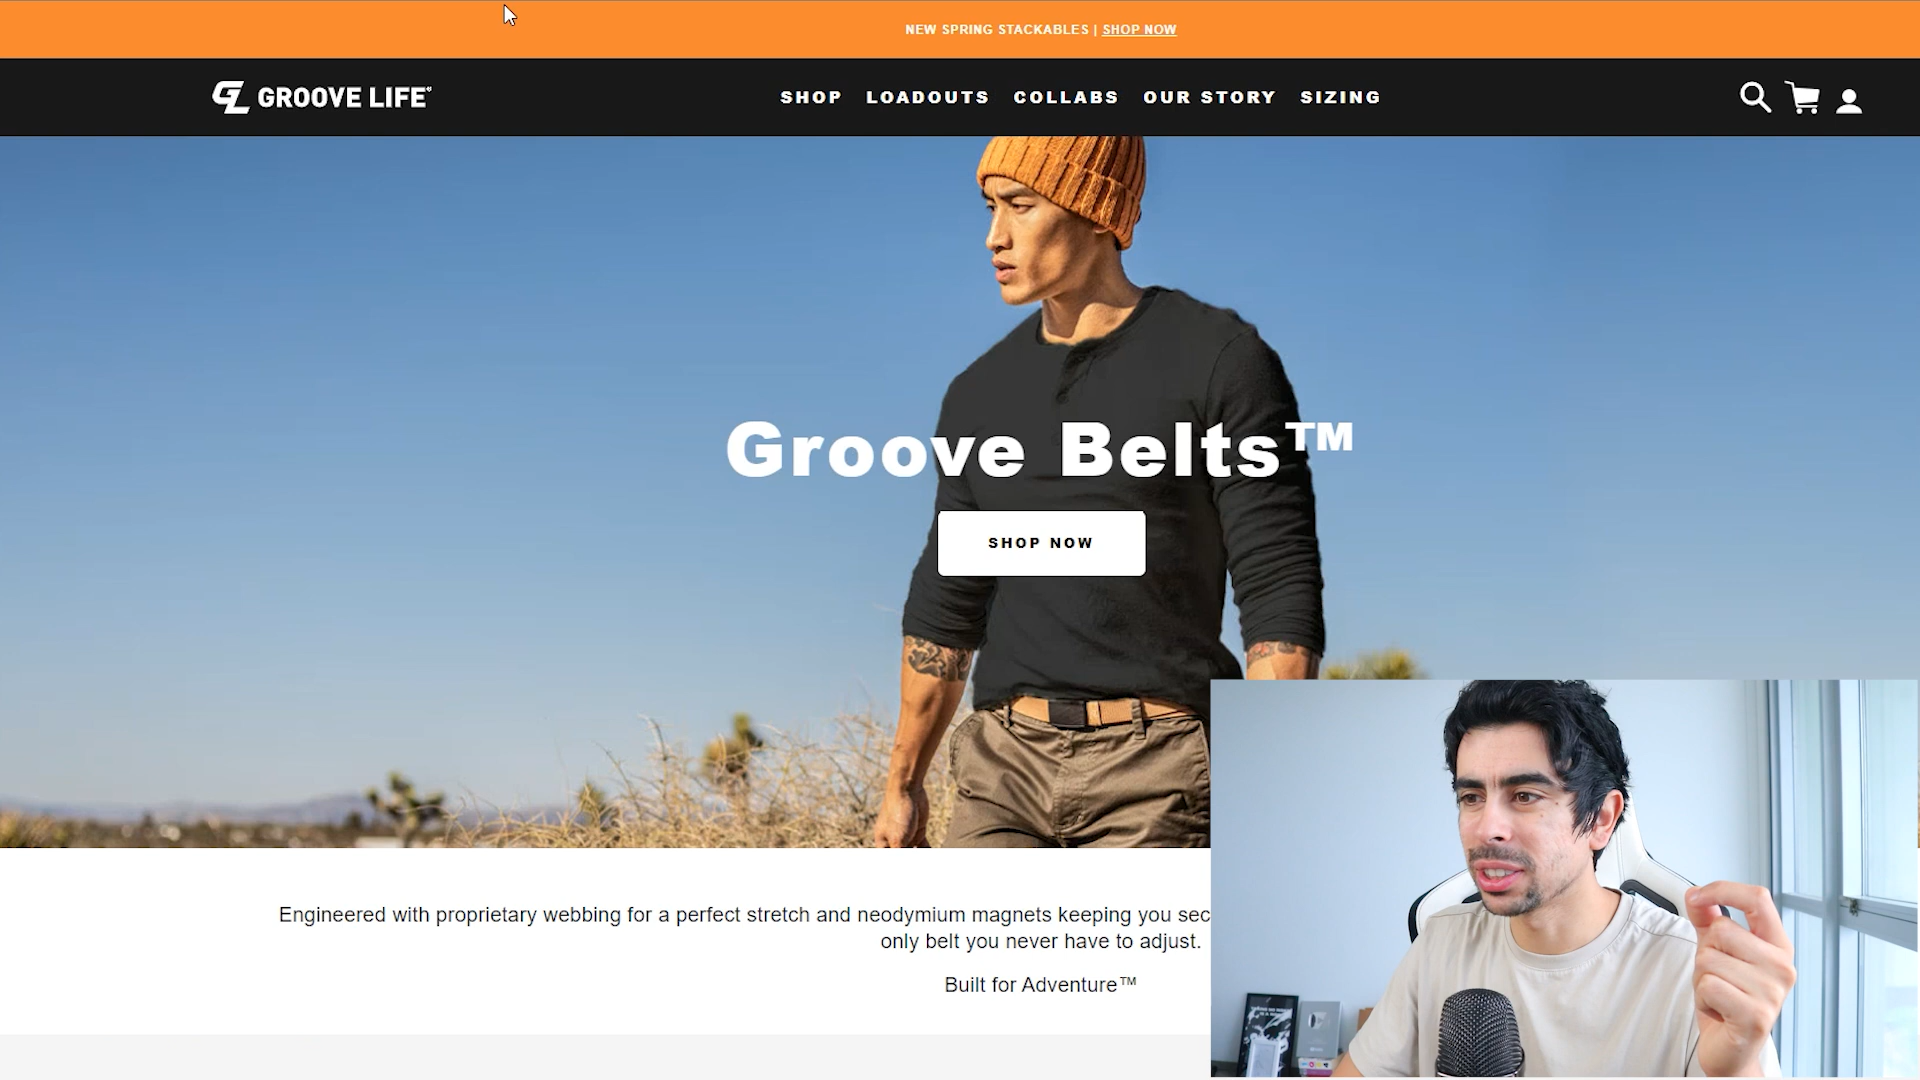 NEW SPRING STACKABLES | SHOP NOW
GL GROOVE LIFE
SHOP LOADOUTS COLLABS OUR STORY SIZING
Groove Belts™
SHOP NOW
Engineered with proprietary webbing for a perfect stretch and neodymium magnets keeping you sec
only belt you never have to adjust.
Built for Adventure™